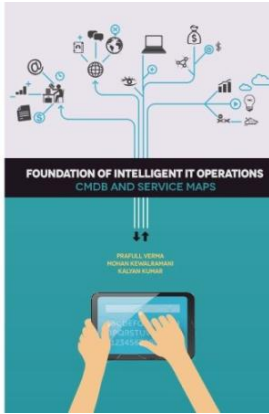 FOUNDATION OF INTELLIGENT IT OPERATIONS
CMDB AND SERVICE MAPS
PRAFULL VERMA
MOHAN KEWALRAMANI
KALYAN KUMAR